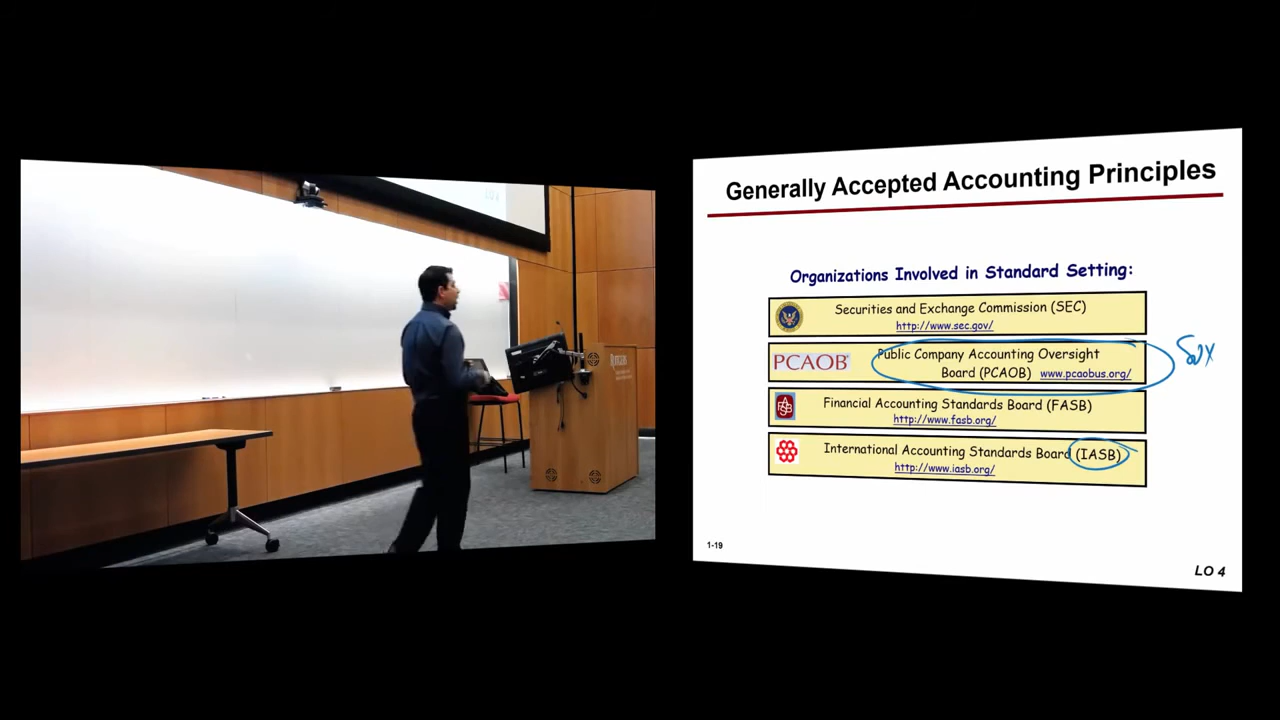 Generally Accepted Accounting Principles
Organizations Involved in Standard Setting:
Securities and Exchange Commission (SEC)
http://www.sec.gov/
PCAOB
Public Company Accounting Oversight
Board (PCAOB) www.pcaobus.org/
SOX
Financial Accounting Standards Board (FASB)
http://www.fasb.org/
International Accounting Standards Board (IASB)
http://www.iasb.org/
1-19
LO 4